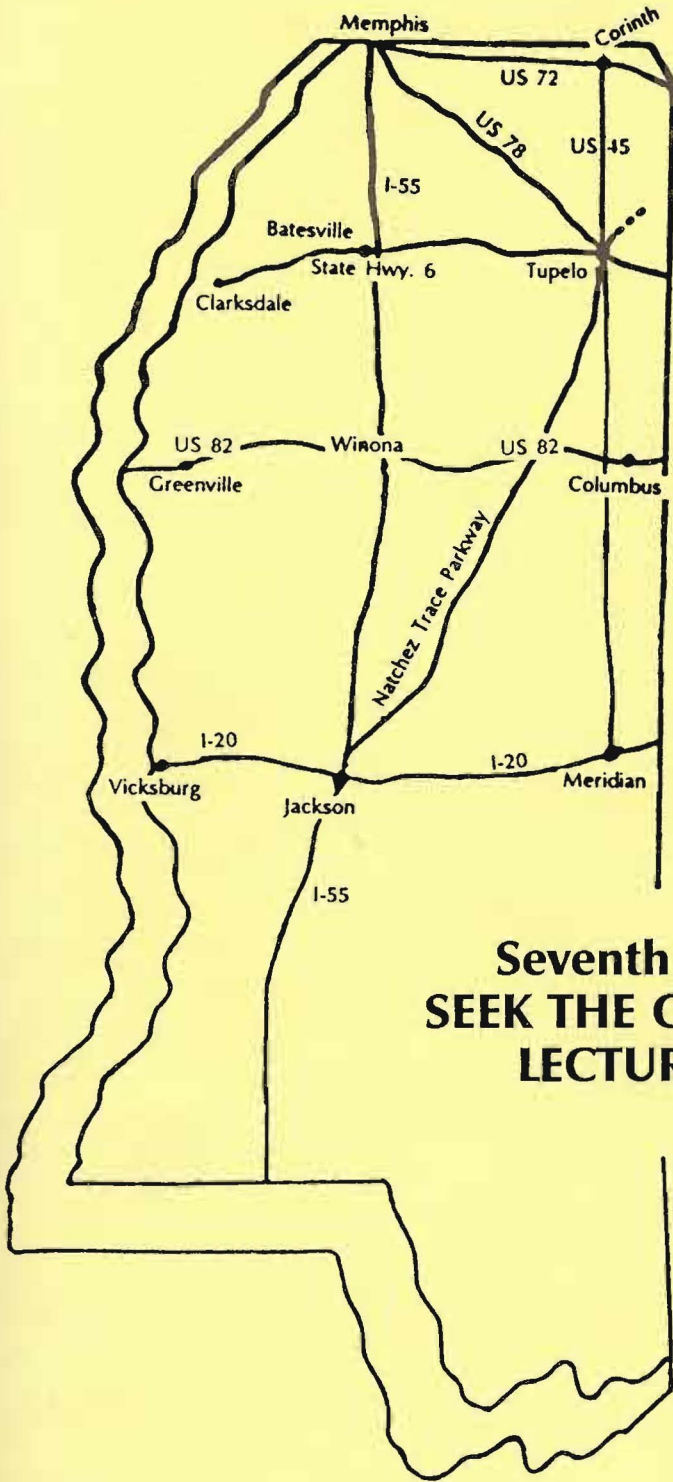 Memphis
Corinth
US 72
US 78
US 45
I-55
Batesville
State Hwy. 6
Tupelo
Clarksdale
US 82
Winona
US 82
Greenville
Columbus
Natchez Trace Parkway
I-20
I-20
Vicksburg
Jackson
Meridian
I-55
Seventh
SEEK THE
LECTUR